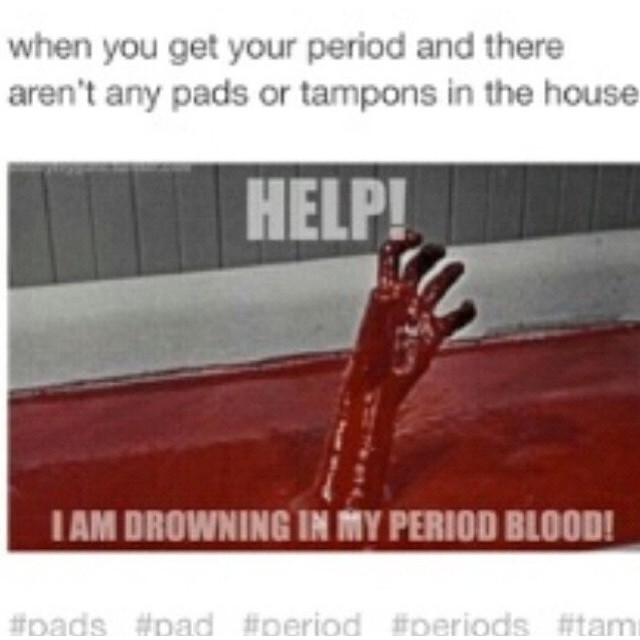 when you get your period and there
aren't any pads or tampons in the house
HELP!
I AM DROWNING IN MY PERIOD BLOOD!
#pads #pad #period #periods #tam